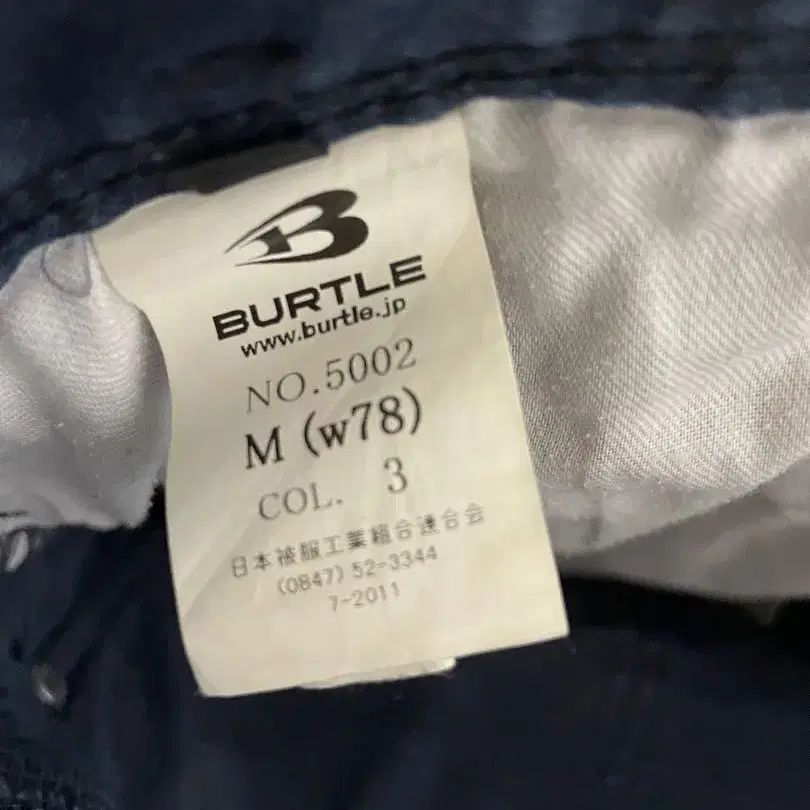 BURTLE
www.burtle.jp
NO.5002
M (w78)
COL. 3
日本被服工業組合連合会
(0847) 52-3344
7-2011